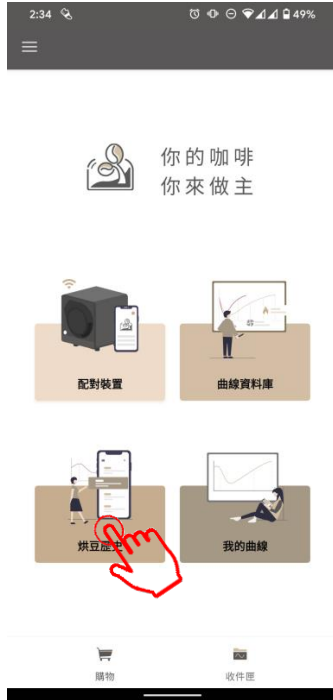 2:34
49%
你的咖啡
你來做主
配對裝置
曲線資料庫
烘豆歷史
我的曲線
購物
收件匣